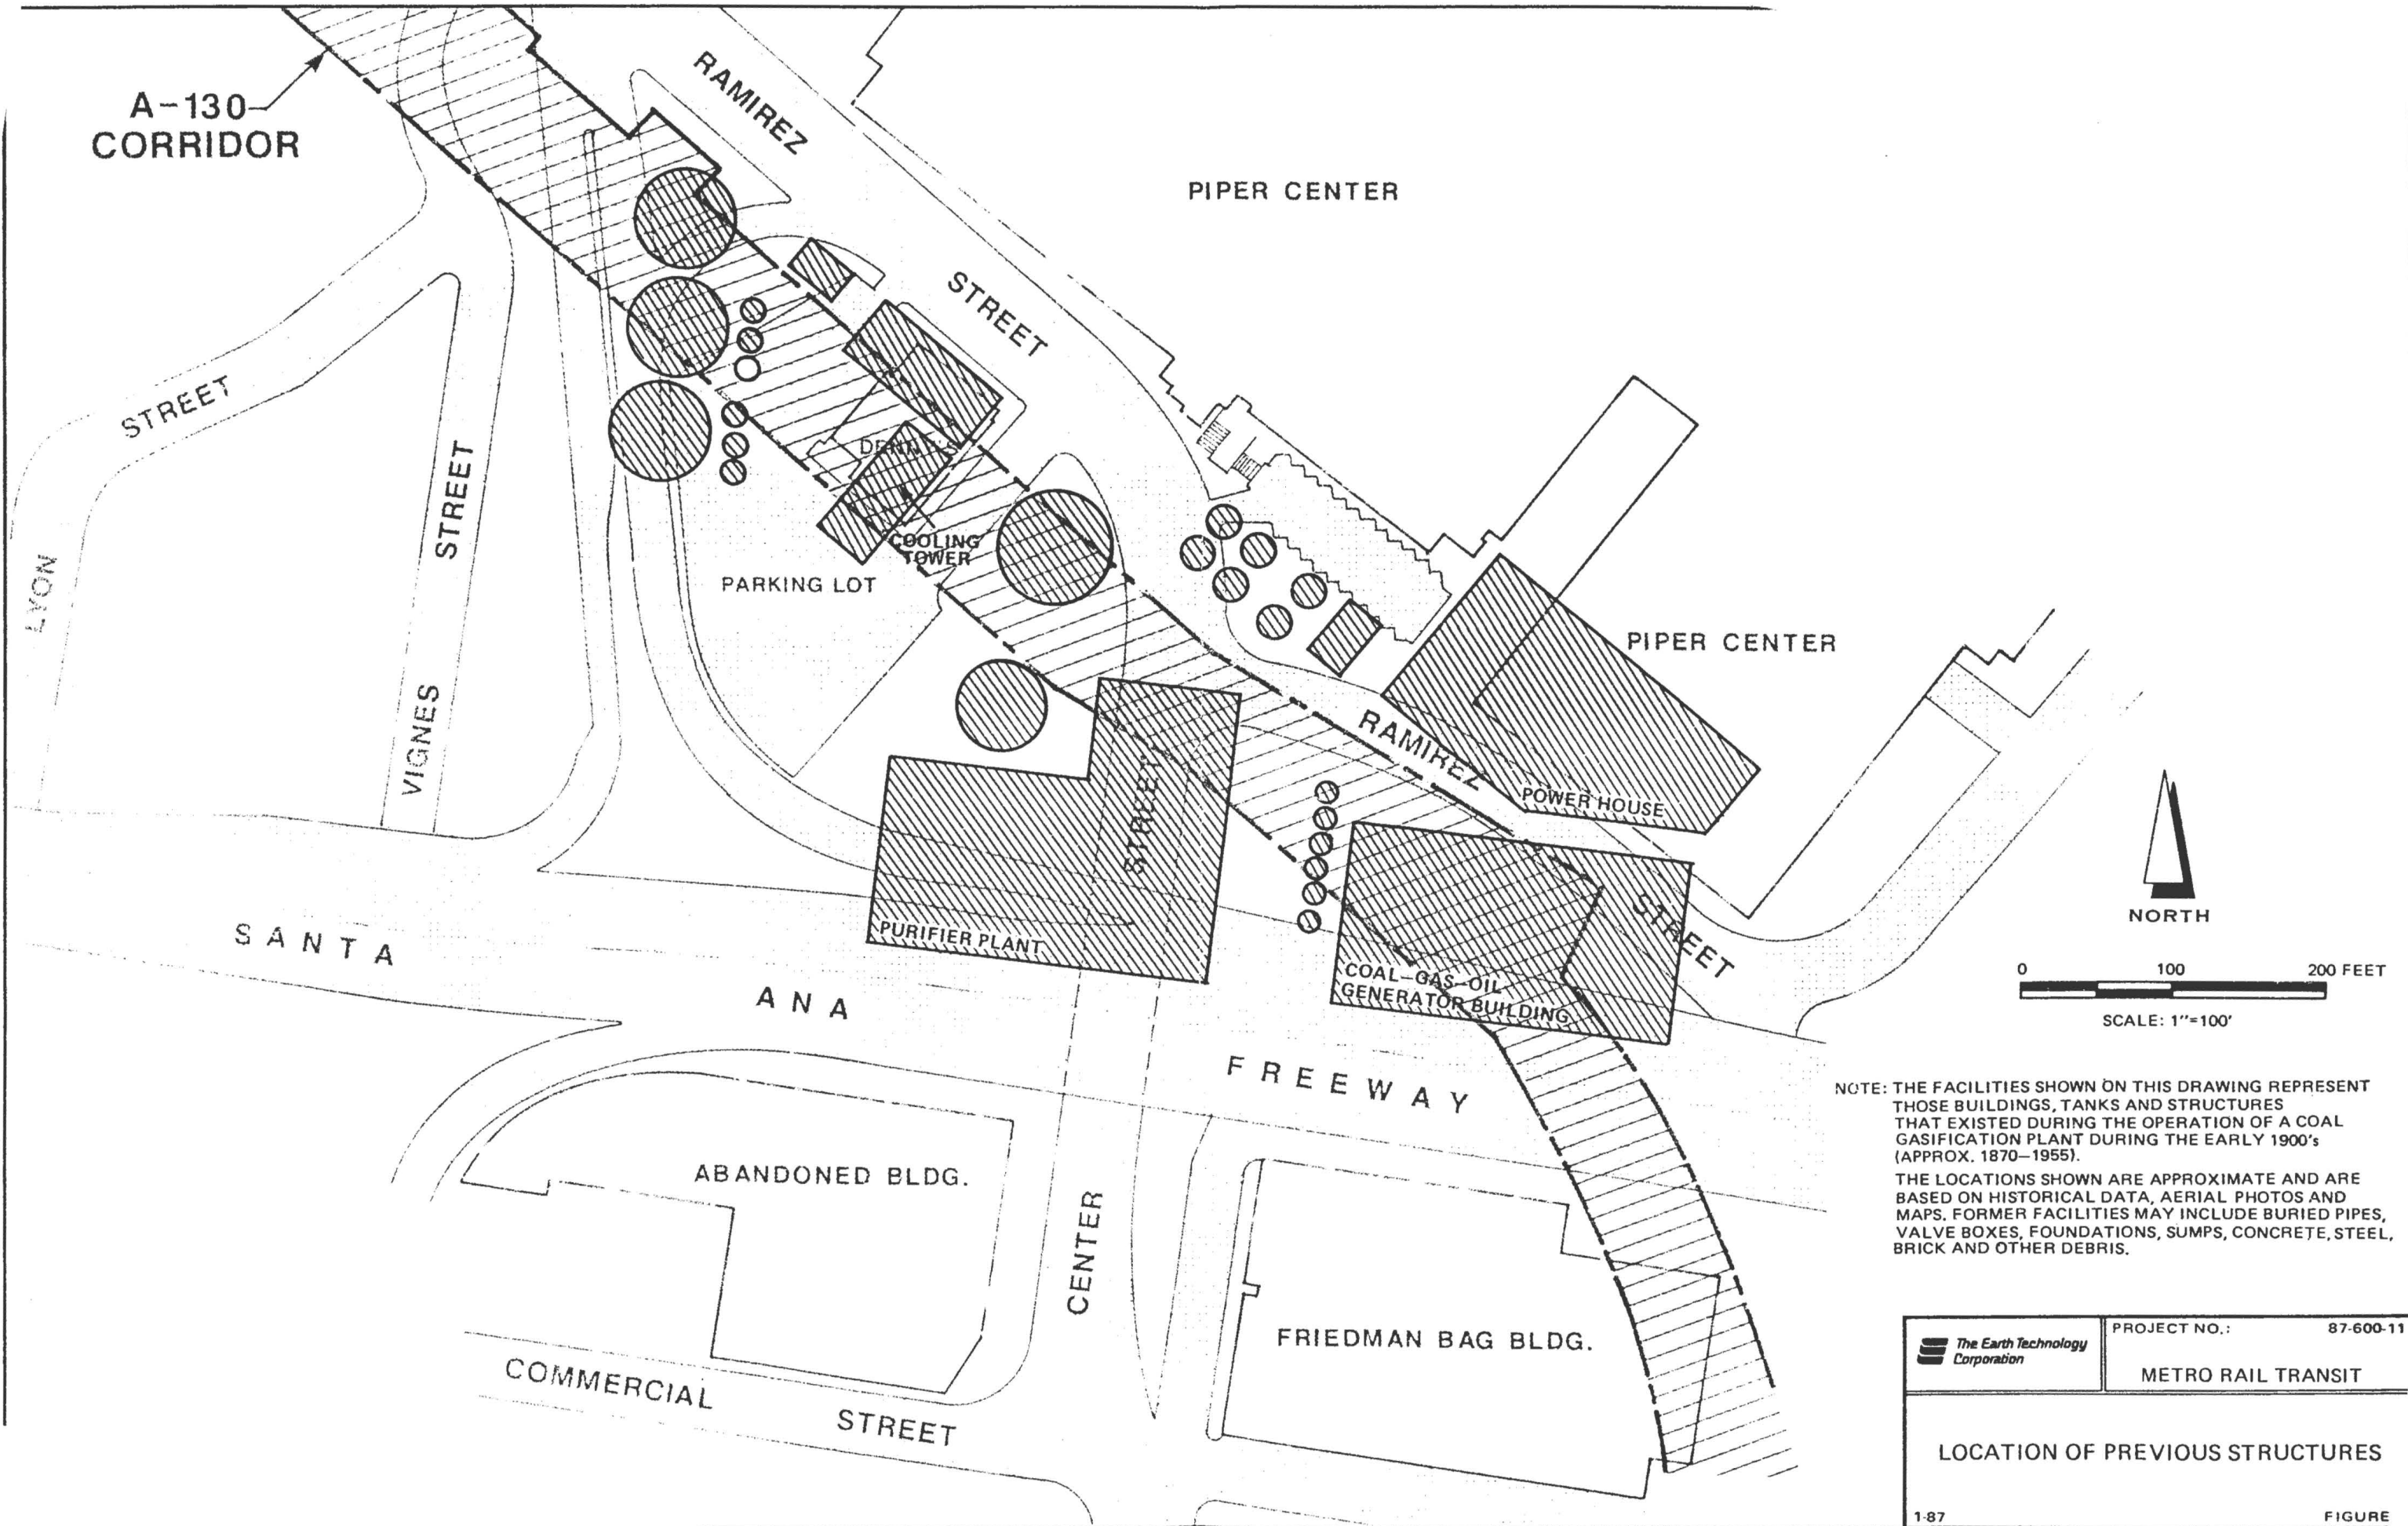 A-130
CORRIDOR
RAMIREZ
STREET
PIPER CENTER
STREET
LYON
STREET
VIGNES
DENNY'S
COOLING
TOWER
PARKING LOT
PIPER CENTER
RAMIREZ
STREET
POWER HOUSE
STREET
PURIFIER PLANT
COAL-GAS-OIL
GENERATOR BUILDING
SANTA
ANA
FREEWAY
ABANDONED BLDG.
CENTER
FRIEDMAN BAG BLDG.
COMMERCIAL
STREET
NORTH
0 100 200 FEET
SCALE: 1"=100'
NOTE: THE FACILITIES SHOWN ON THIS DRAWING REPRESENT
THOSE BUILDINGS, TANKS AND STRUCTURES
THAT EXISTED DURING THE OPERATION OF A COAL
GASIFICATION PLANT DURING THE EARLY 1900's
(APPROX. 1870-1955).
THE LOCATIONS SHOWN ARE APPROXIMATE AND ARE
BASED ON HISTORICAL DATA, AERIAL PHOTOS AND
MAPS. FORMER FACILITIES MAY INCLUDE BURIED PIPES,
VALVE BOXES, FOUNDATIONS, SUMPS, CONCRETE, STEEL,
BRICK AND OTHER DEBRIS.
The Earth Technology
Corporation
PROJECT NO.: 87-600-11
METRO RAIL TRANSIT
LOCATION OF PREVIOUS STRUCTURES
1-87 FIGURE